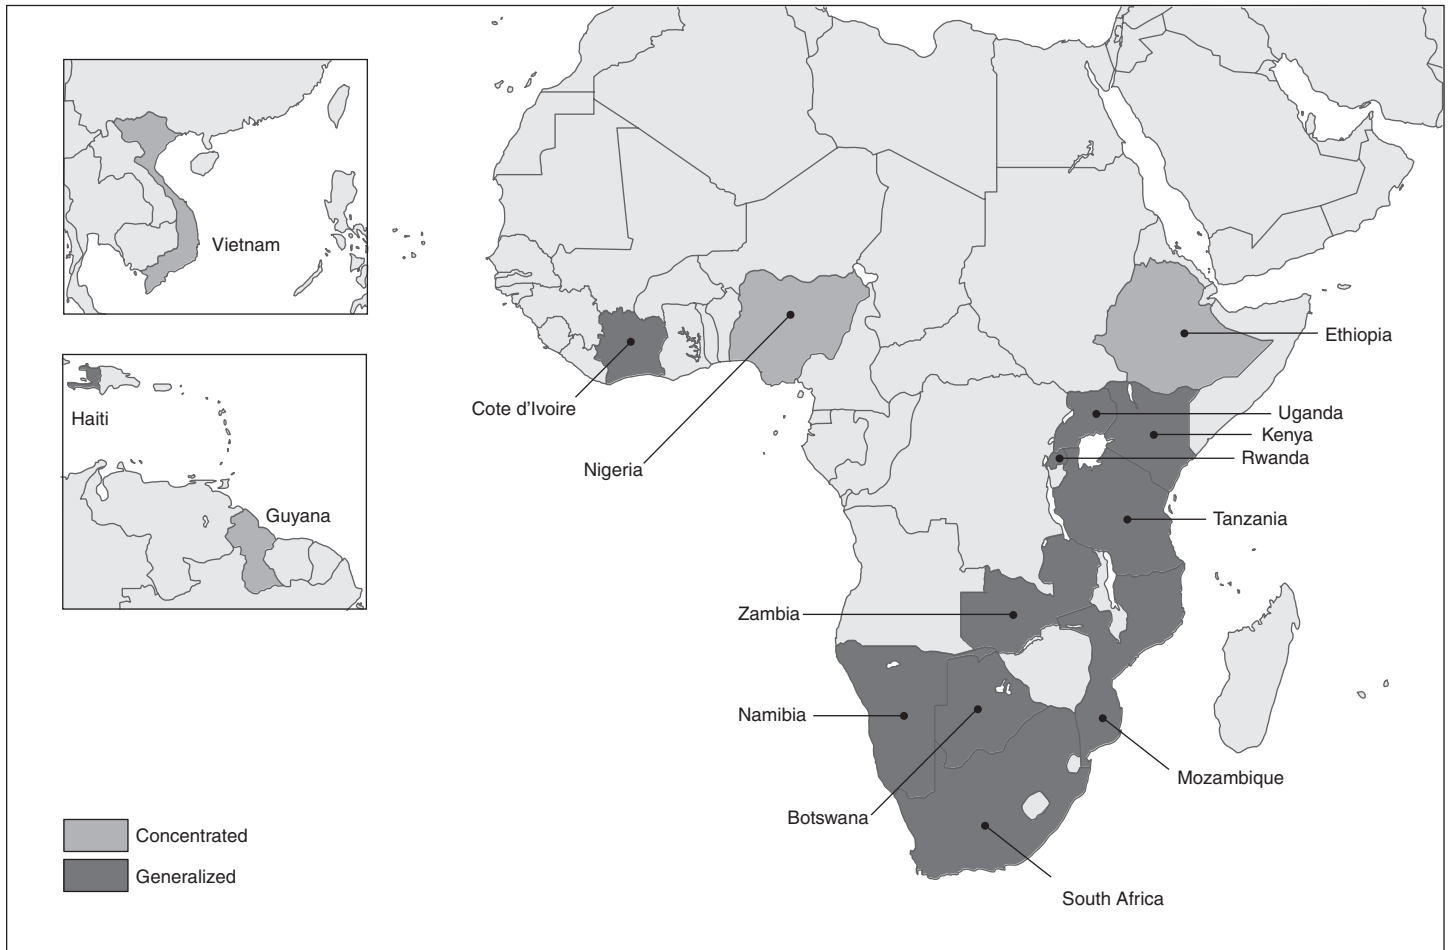 Vietnam
Haiti
Guyana
Cote d’Ivoire
Nigeria
Ethiopia
Uganda
Kenya
Rwanda
Tanzania
Zambia
Namibia
Mozambique
Botswana
South Africa
Concentrated
Generalized